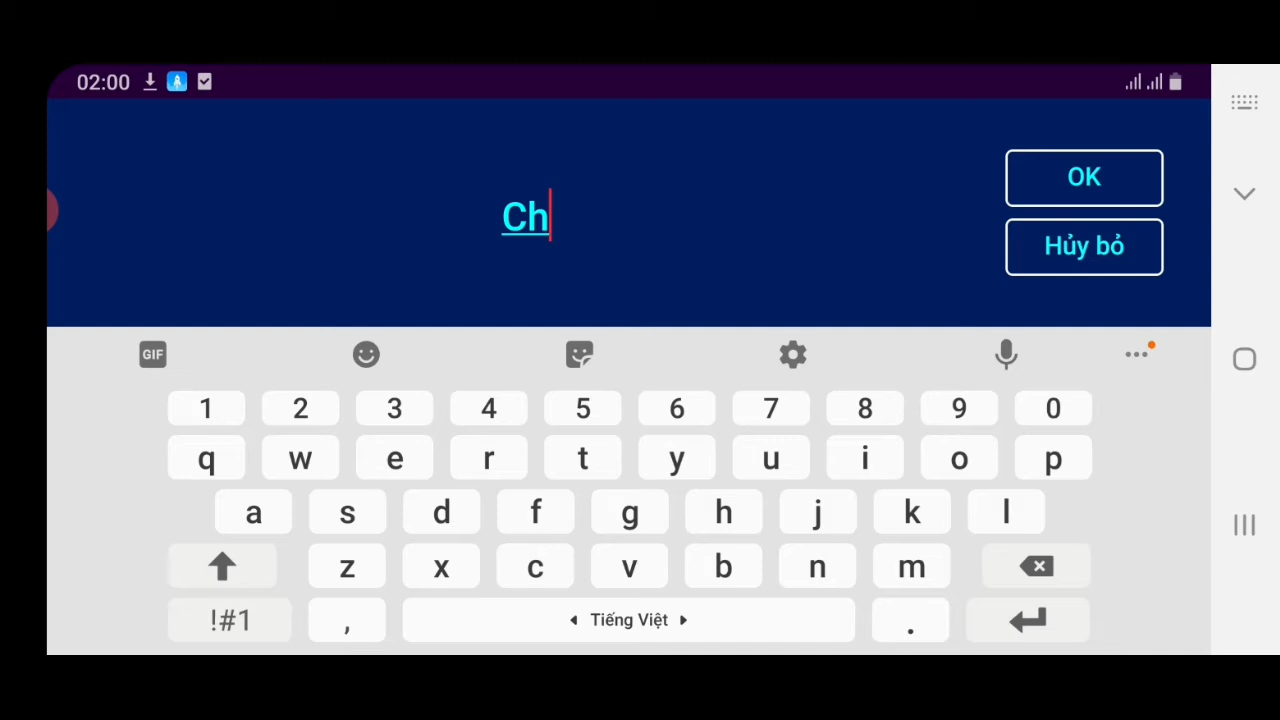 02:00
Ch
OK
Hủy bỏ
GIF
1 2 3 4 5 6 7 8 9 0
q w e r t y u i o p
a s d f g h j k l
z x c v b n m
!#1 , Tiếng Việt .